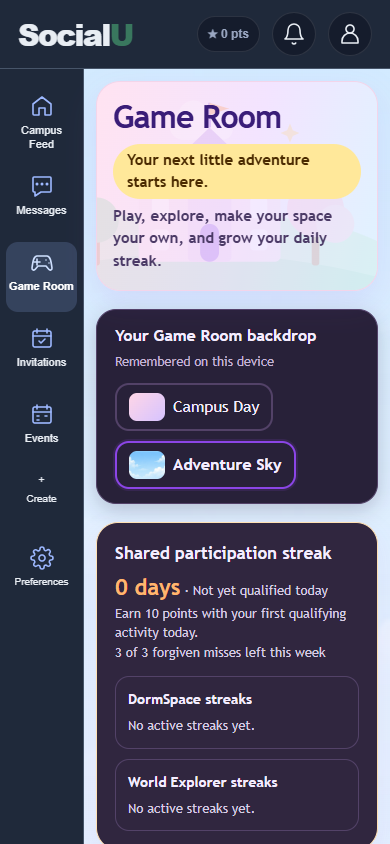 SocialU
★ 0 pts
Campus
Feed
Messages
Game Room
Invitations
Events
+
Create
Preferences
Game Room
Your next little adventure
starts here.
Play, explore, make your space
your own, and grow your daily
streak.
Your Game Room backdrop
Remembered on this device
Campus Day
Adventure Sky
Shared participation streak
0 days · Not yet qualified today
Earn 10 points with your first qualifying
activity today.
3 of 3 forgiven misses left this week
DormSpace streaks
No active streaks yet.
World Explorer streaks
No active streaks yet.